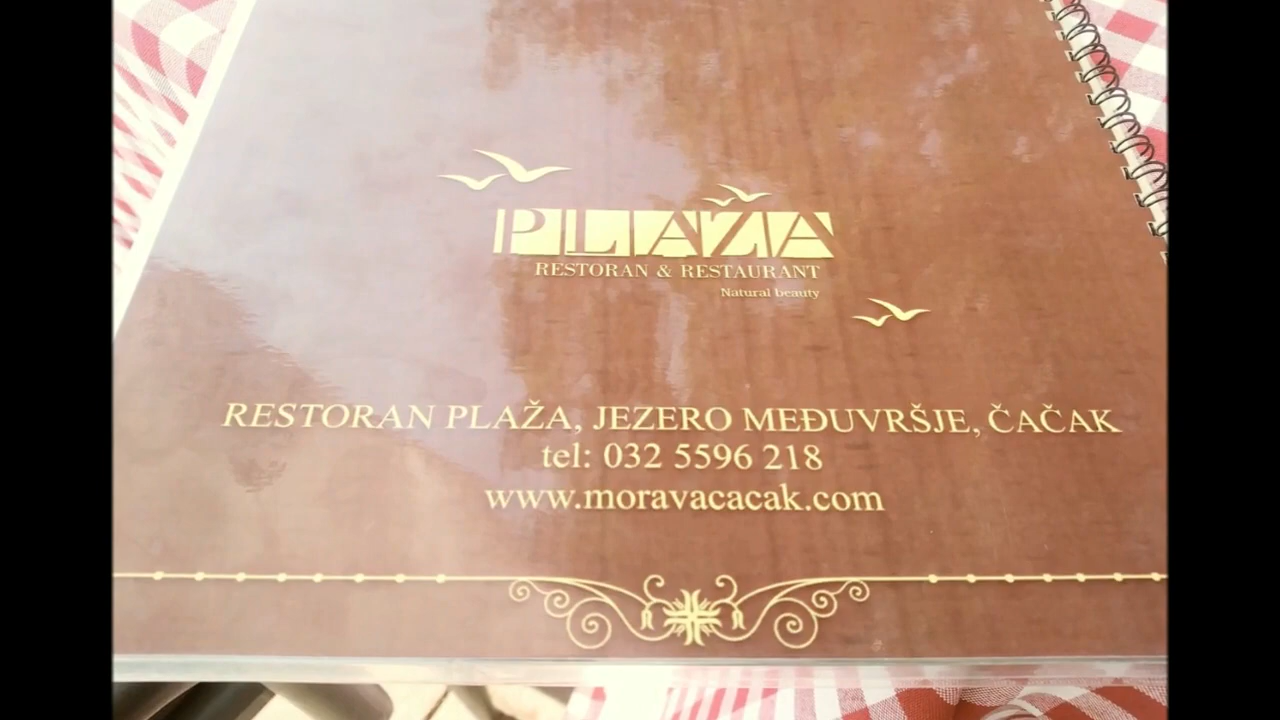 PLAŽA
RESTORAN & RESTAURANT
Natural beauty
RESTORAN PLAŽA, JEZERO MEĐUVRŠJE, ČAČAK
tel: 032 5596 218
www.moravacacak.com